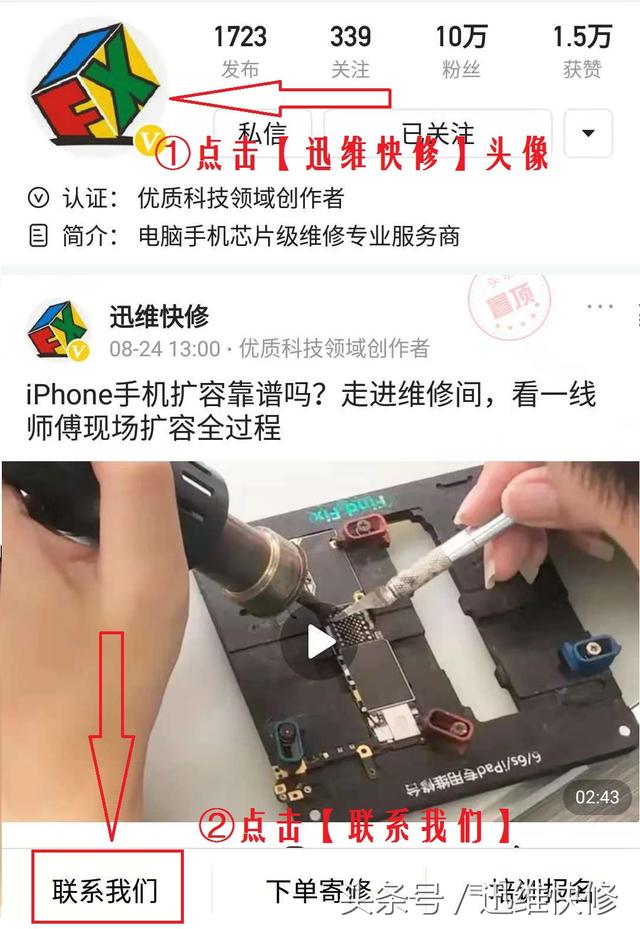 1723 339 10万 1.5万
发布 关注 粉丝 获赞
私信 已关注
①点击【迅维快修】头像
认证： 优质科技领域创作者
简介： 电脑手机芯片级维修专业服务商
置顶
迅维快修
08-24 13:00 · 优质科技领域创作者
iPhone手机扩容靠谱吗？走进维修间，看一线
师傅现场扩容全过程
Find Fix
6/6s/iPad专用维修台
02:43
②点击【联系我们】
联系我们 下单寄修 培训报名
头条号 / 迅维快修